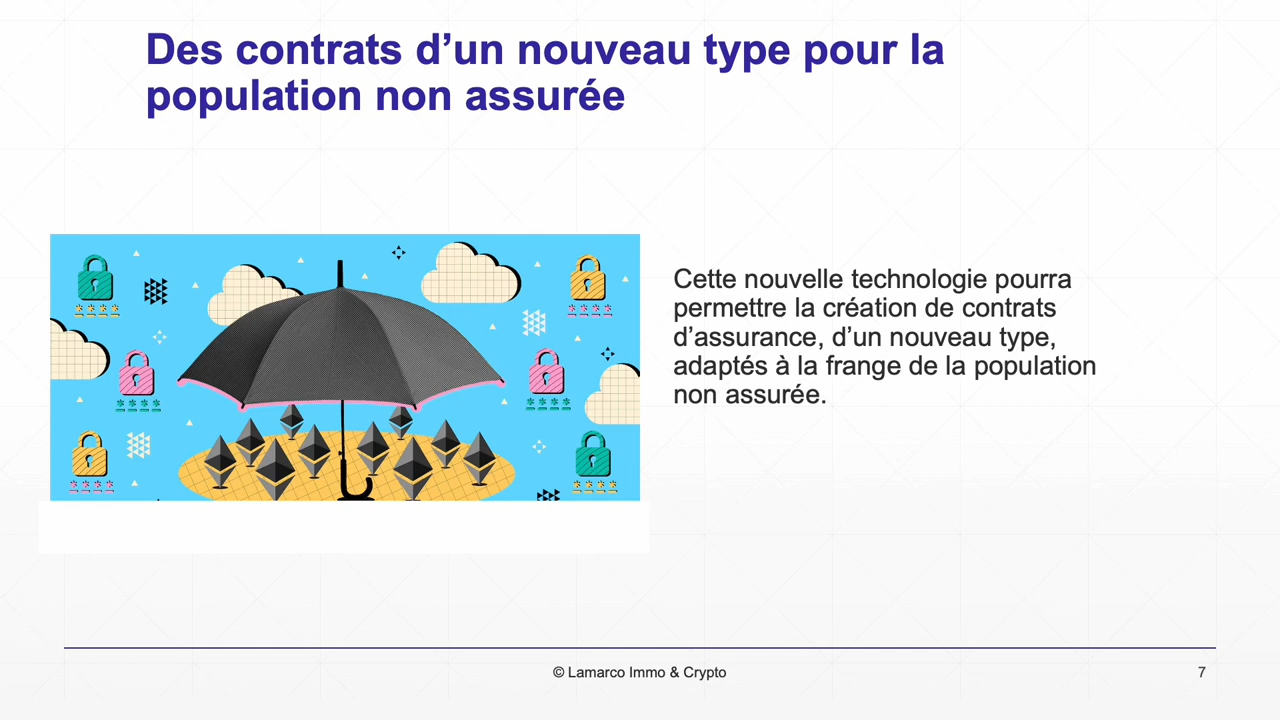 Des contrats d’un nouveau type pour la
population non assurée
Cette nouvelle technologie pourra
permettre la création de contrats
d’assurance, d’un nouveau type,
adaptés à la frange de la population
non assurée.
© Lamarco Immo & Crypto
7